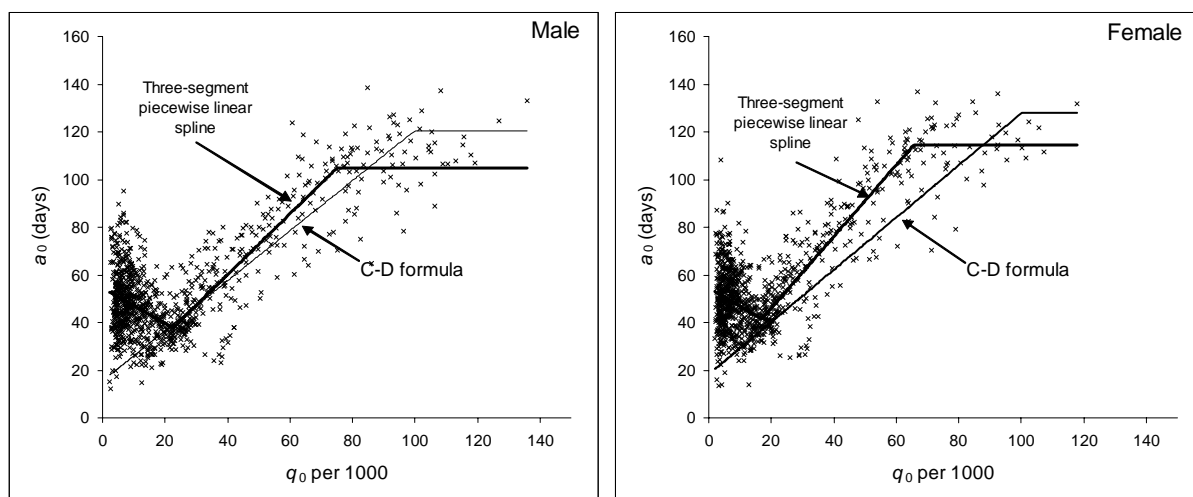 Male
160
140
120
100
80
60
40
20
0
a₀ (days)
Three-segment
piecewise linear
spline
C-D formula
0 20 40 60 80 100 120 140
q₀ per 1000
Female
160
140
120
100
80
60
40
20
0
a₀ (days)
Three-segment
piecewise linear
spline
C-D formula
0 20 40 60 80 100 120 140
q₀ per 1000